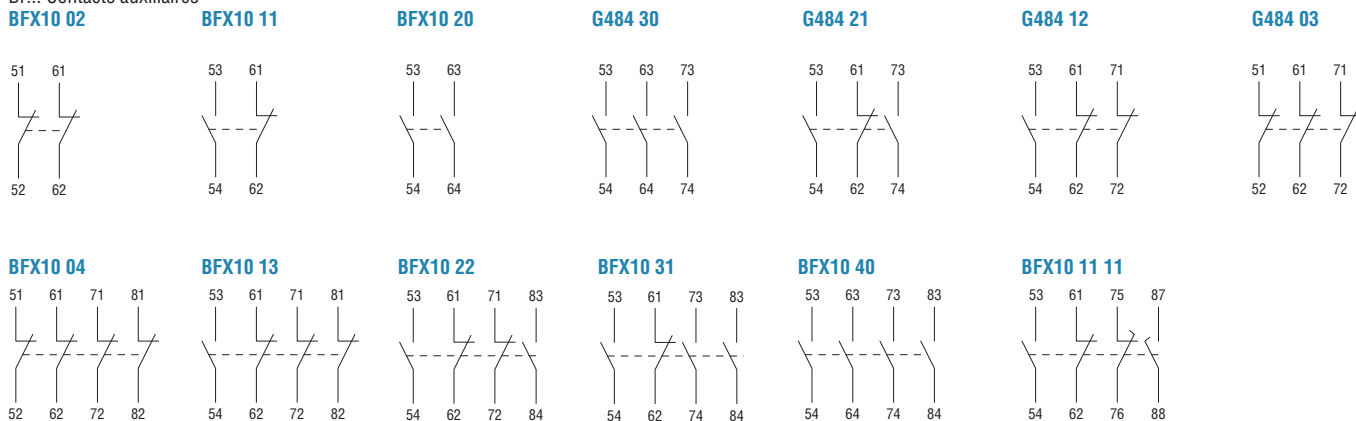 BFX10 02 BFX10 11 BFX10 20 G484 30 G484 21 G484 12 G484 03
51 61 53 61 53 63 53 63 73 53 61 73 53 61 71 51 61 71
52 62 54 62 54 64 54 64 74 54 62 74 54 62 72 52 62 72
BFX10 04 BFX10 13 BFX10 22 BFX10 31 BFX10 40 BFX10 11 11
51 61 71 81 53 61 71 81 53 61 71 83 53 61 73 83 53 63 73 83 53 61 75 87
52 62 72 82 54 62 72 82 54 62 72 84 54 62 74 84 54 64 74 84 54 62 76 88